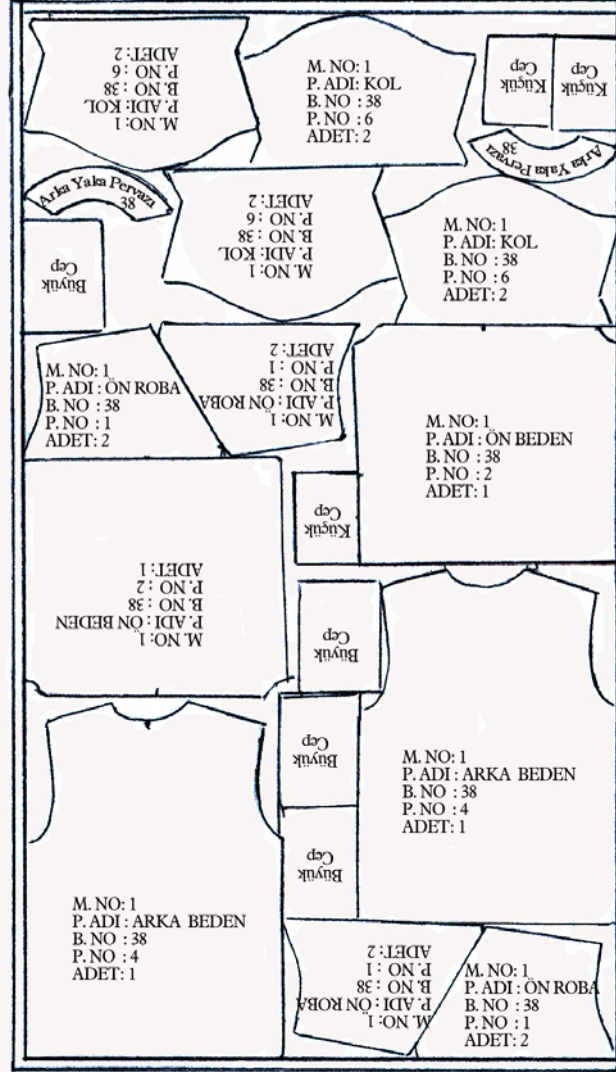 M. NO: 1
P. ADI: KOL
B. NO : 38
P. NO : 6
ADET: 2
M. NO: 1
P. ADI: KOL
B. NO : 38
P. NO : 6
ADET: 2
Küçük
Cep
Küçük
Cep
Arka Yaka Pervazı
38
Arka Yaka Pervazı
38
M. NO: 1
P. ADI: KOL
B. NO : 38
P. NO : 6
ADET: 2
M. NO: 1
P. ADI: KOL
B. NO : 38
P. NO : 6
ADET: 2
Büyük
Cep
M. NO: 1
P. ADI : ÖN ROBA
B. NO : 38
P. NO : 1
ADET: 2
M. NO: 1
P. ADI : ÖN ROBA
B. NO : 38
P. NO : 1
ADET: 2
M. NO: 1
P. ADI : ÖN BEDEN
B. NO : 38
P. NO : 2
ADET: 1
Küçük
Cep
M. NO: 1
P. ADI : ÖN BEDEN
B. NO : 38
P. NO : 2
ADET: 1
Büyük
Cep
Büyük
Cep
M. NO: 1
P. ADI : ARKA BEDEN
B. NO : 38
P. NO : 4
ADET: 1
Büyük
Cep
M. NO: 1
P. ADI : ARKA BEDEN
B. NO : 38
P. NO : 4
ADET: 1
M. NO: 1
P. ADI : ÖN ROBA
B. NO : 38
P. NO : 1
ADET: 2
M. NO: 1
P. ADI : ÖN ROBA
B. NO : 38
P. NO : 1
ADET: 2